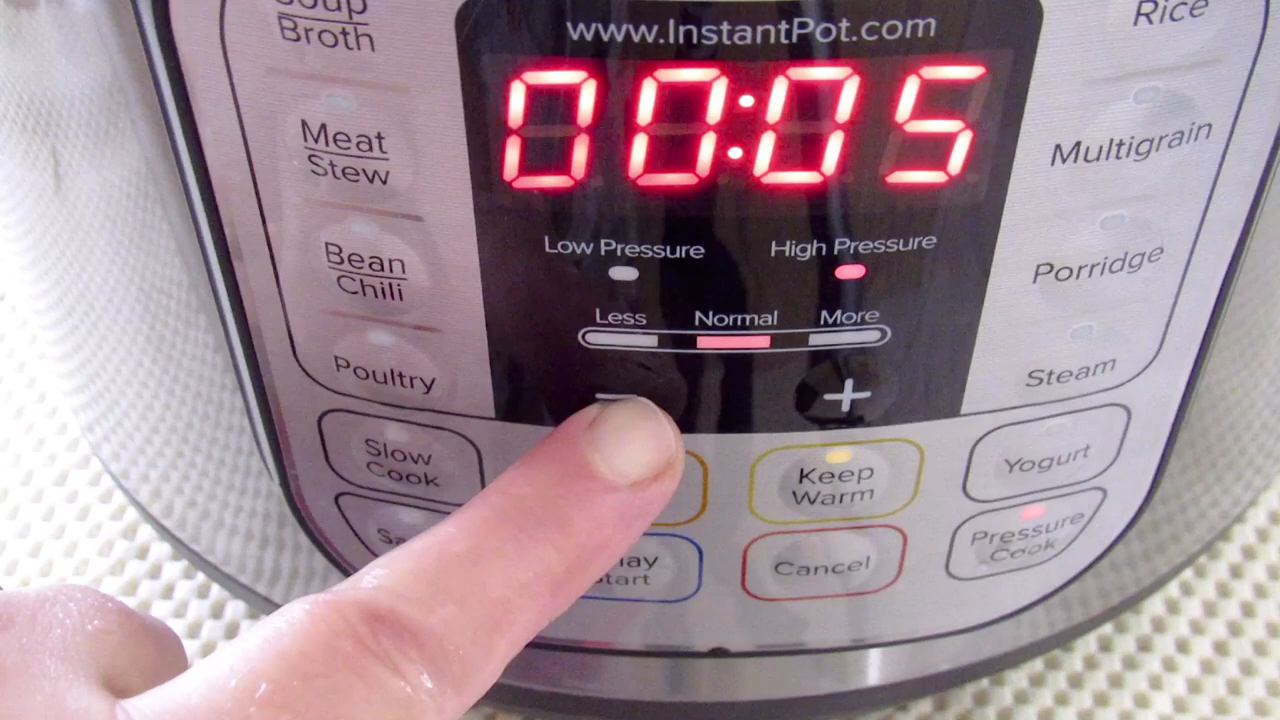 Soup
Broth
Meat
Stew
Bean
Chili
Poultry
Slow
Cook
www.InstantPot.com
00:05
Low Pressure
High Pressure
Less
Normal
More
−
+
Keep
Warm
Cancel
Rice
Multigrain
Porridge
Steam
Yogurt
Pressure
Cook